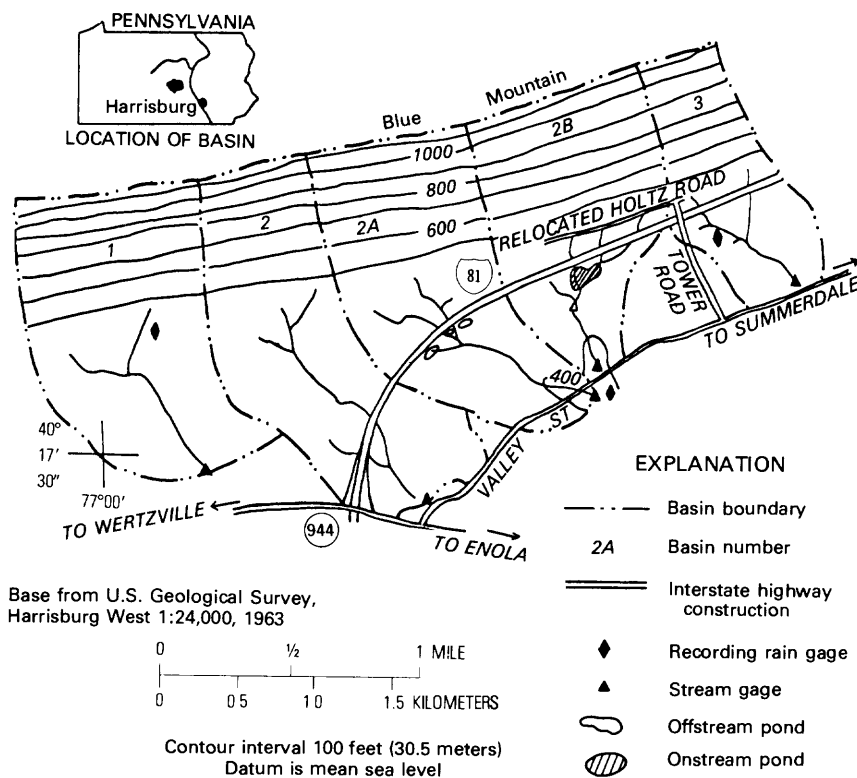 PENNSYLVANIA
Harrisburg
LOCATION OF BASIN
Blue Mountain
1000
800
600
1
2
2A
2B
3
RELOCATED HOLTZ ROAD
81
TOWER ROAD
TO SUMMERDALE
400
VALLEY ST
40°
17'
30"
77°00'
TO WERTZVILLE
944
TO ENOLA
EXPLANATION
Basin boundary
2A Basin number
Interstate highway
construction
Recording rain gage
Stream gage
Offstream pond
Onstream pond
Base from U.S. Geological Survey,
Harrisburg West 1:24,000, 1963
0 ½ 1 MILE
0 0 5 1 0 1.5 KILOMETERS
Contour interval 100 feet (30.5 meters)
Datum is mean sea level